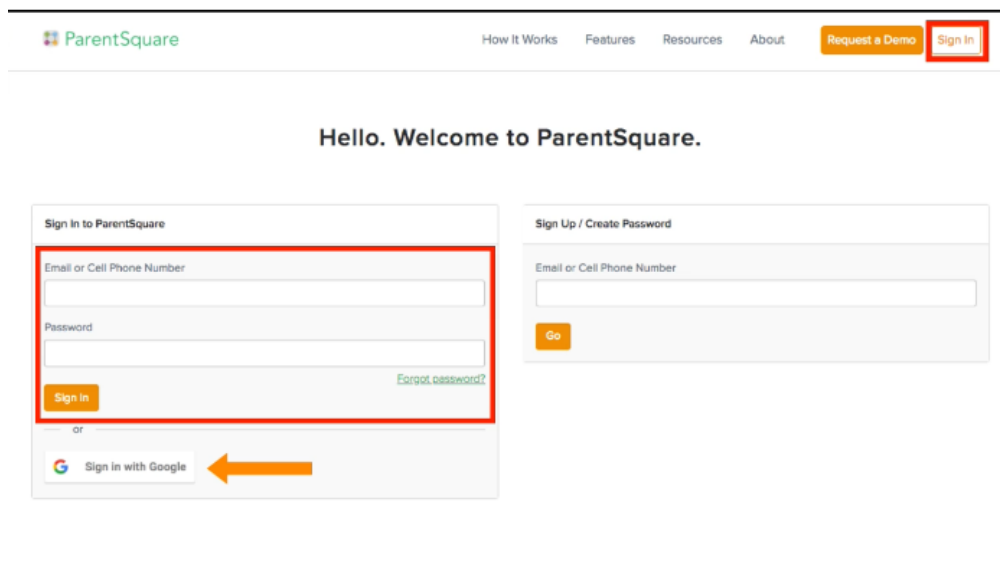 ParentSquare
How It Works Features Resources About Request a Demo Sign In
Hello. Welcome to ParentSquare.
Sign In to ParentSquare
Email or Cell Phone Number
Password
Forgot password?
Sign In
or
Sign in with Google
Sign Up / Create Password
Email or Cell Phone Number
Go